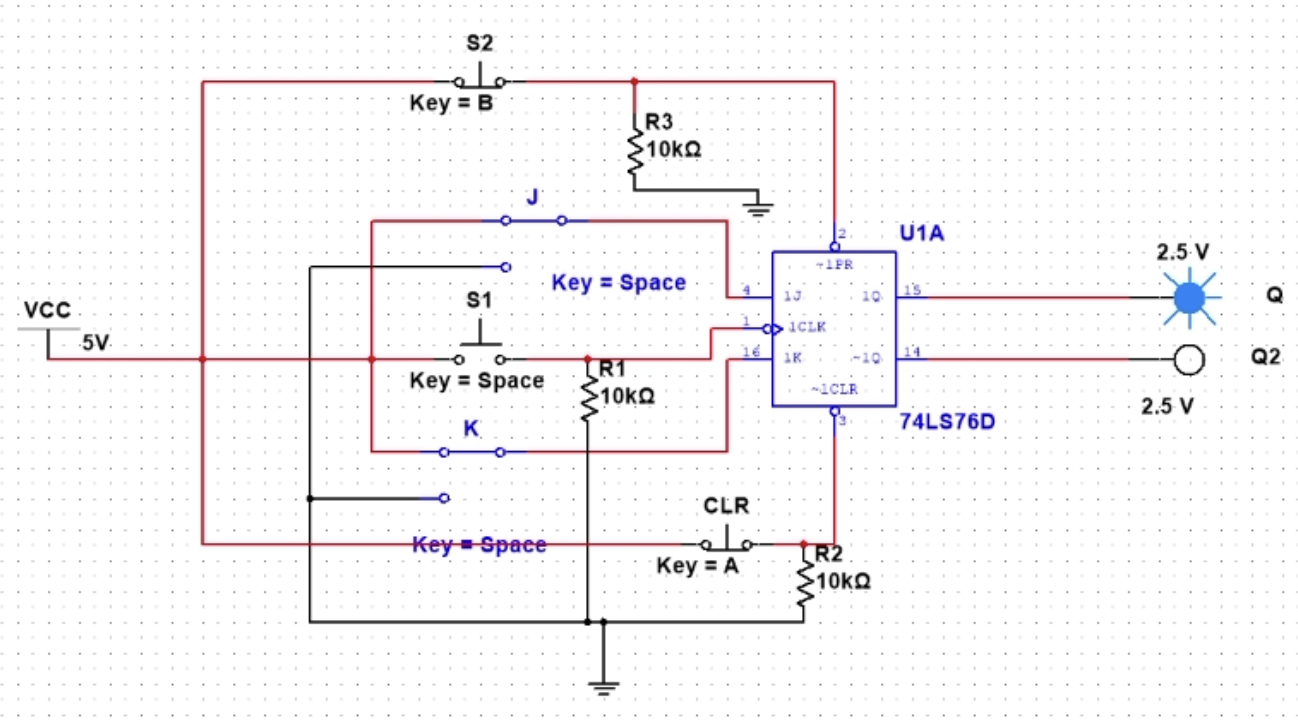 S2
Key = B
R3
10kΩ
J
2
U1A
~1PR
2.5 V
Key = Space
4
1J
1Q
15
Q
S1
VCC
5V
1
1CLK
Key = Space
16
1K
~1Q
14
Q2
R1
10kΩ
~1CLR
2.5 V
3
74LS76D
K
CLR
Key = Space
Key = A
R2
10kΩ